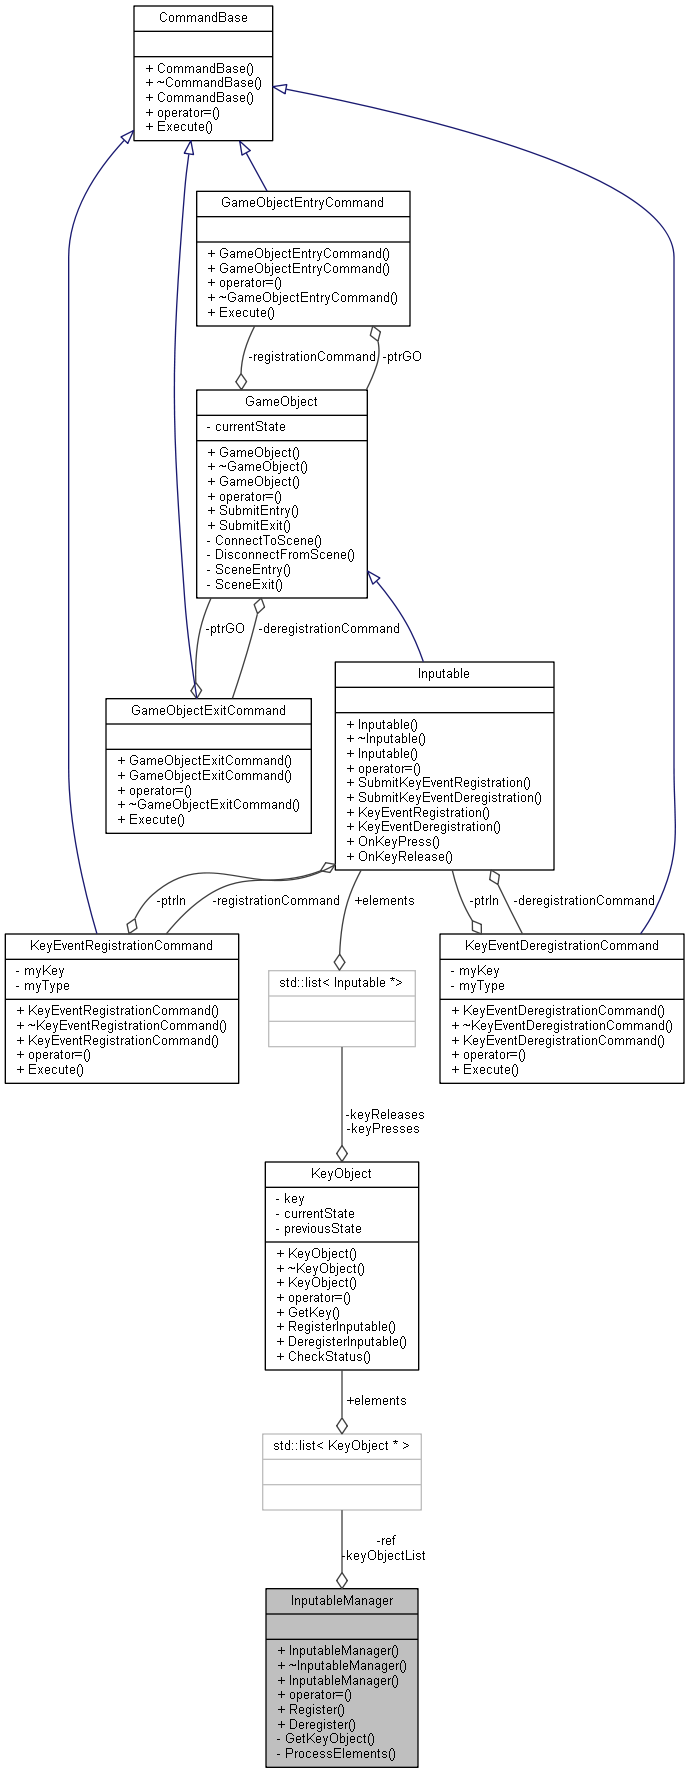 CommandBase
+ CommandBase()
+ ~CommandBase()
+ CommandBase()
+ operator=()
+ Execute()
GameObjectEntryCommand
+ GameObjectEntryCommand()
+ GameObjectEntryCommand()
+ operator=()
+ ~GameObjectEntryCommand()
+ Execute()
-registrationCommand
-ptrGO
GameObject
- currentState
+ GameObject()
+ ~GameObject()
+ GameObject()
+ operator=()
+ SubmitEntry()
+ SubmitExit()
- ConnectToScene()
- DisconnectFromScene()
- SceneEntry()
- SceneExit()
-ptrGO
-deregistrationCommand
Inputable
+ Inputable()
+ ~Inputable()
+ Inputable()
+ operator=()
+ SubmitKeyEventRegistration()
+ SubmitKeyEventDeregistration()
+ KeyEventRegistration()
+ KeyEventDeregistration()
+ OnKeyPress()
+ OnKeyRelease()
GameObjectExitCommand
+ GameObjectExitCommand()
+ GameObjectExitCommand()
+ operator=()
+ ~GameObjectExitCommand()
+ Execute()
-ptrIn
-registrationCommand
+elements
-ptrIn
-deregistrationCommand
KeyEventRegistrationCommand
- myKey
- myType
+ KeyEventRegistrationCommand()
+ ~KeyEventRegistrationCommand()
+ KeyEventRegistrationCommand()
+ operator=()
+ Execute()
std::list< Inputable *>
KeyEventDeregistrationCommand
- myKey
- myType
+ KeyEventDeregistrationCommand()
+ ~KeyEventDeregistrationCommand()
+ KeyEventDeregistrationCommand()
+ operator=()
+ Execute()
-keyReleases
-keyPresses
KeyObject
- key
- currentState
- previousState
+ KeyObject()
+ ~KeyObject()
+ KeyObject()
+ operator=()
+ GetKey()
+ RegisterInputable()
+ DeregisterInputable()
+ CheckStatus()
+elements
std::list< KeyObject * >
-ref
-keyObjectList
InputableManager
+ InputableManager()
+ ~InputableManager()
+ InputableManager()
+ operator=()
+ Register()
+ Deregister()
- GetKeyObject()
- ProcessElements()